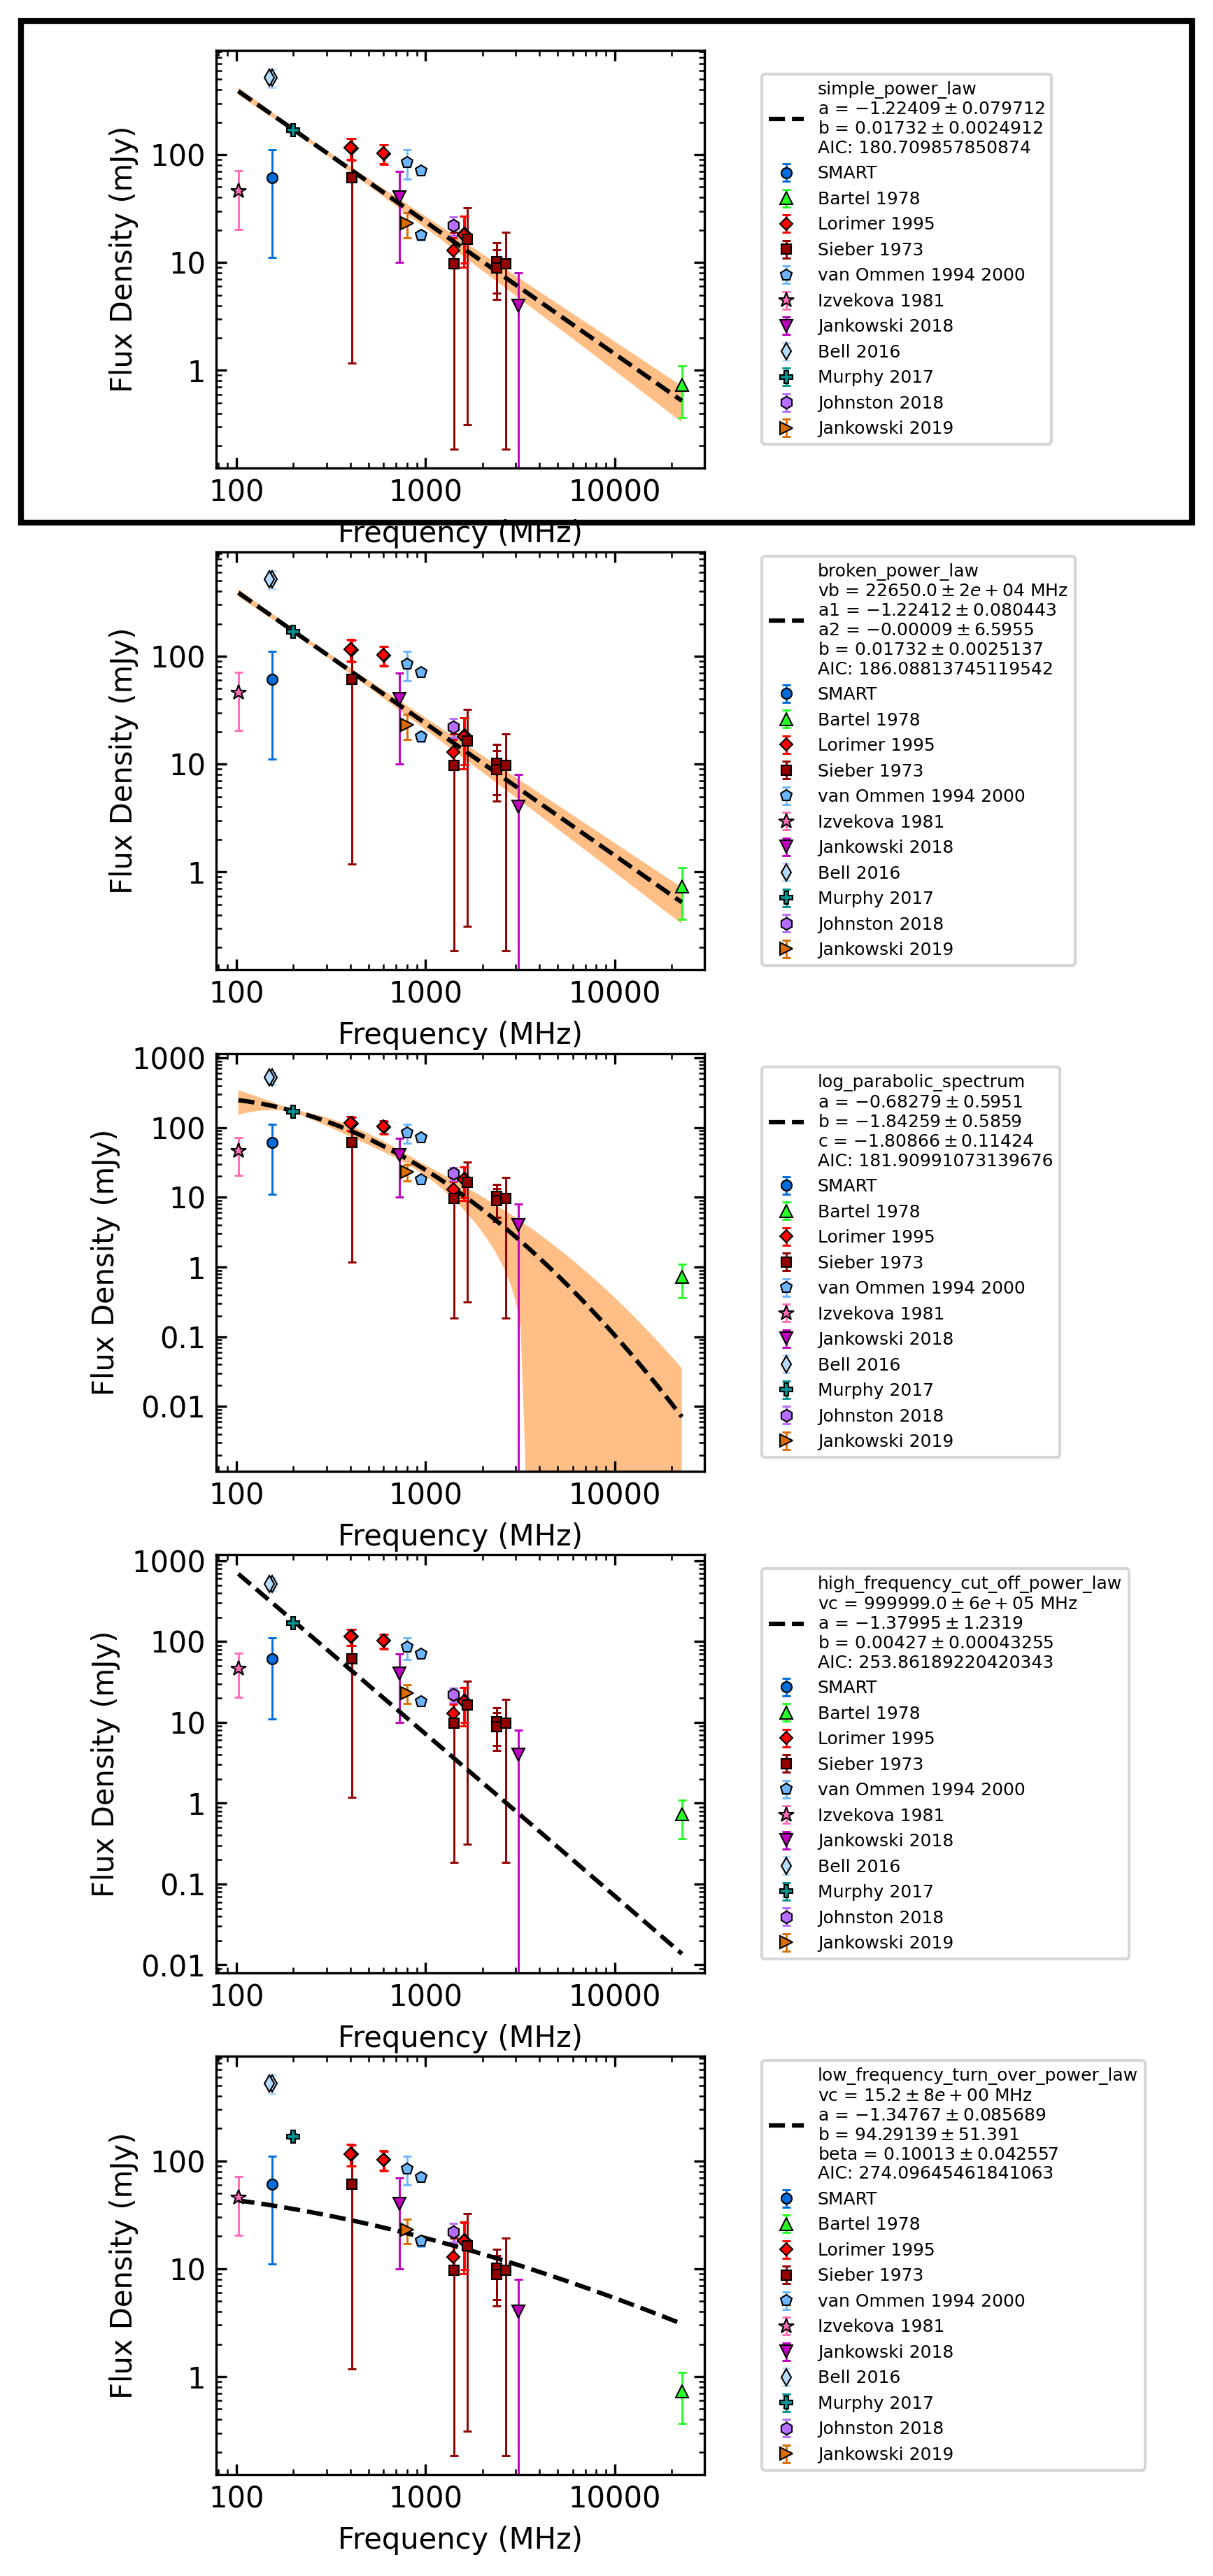 Flux Density (mJy)
100
10
1
100 1000 10000
Frequency (MHz)
simple_power_law
a = −1.22409 ± 0.079712
b = 0.01732 ± 0.0024912
AIC: 180.709857850874
SMART
Bartel 1978
Lorimer 1995
Sieber 1973
van Ommen 1994 2000
Izvekova 1981
Jankowski 2018
Bell 2016
Murphy 2017
Johnston 2018
Jankowski 2019
Flux Density (mJy)
100
10
1
100 1000 10000
Frequency (MHz)
broken_power_law
vb = 22650.0 ± 2e + 04 MHz
a1 = −1.22412 ± 0.080443
a2 = −0.00009 ± 6.5955
b = 0.01732 ± 0.0025137
AIC: 186.08813745119542
SMART
Bartel 1978
Lorimer 1995
Sieber 1973
van Ommen 1994 2000
Izvekova 1981
Jankowski 2018
Bell 2016
Murphy 2017
Johnston 2018
Jankowski 2019
Flux Density (mJy)
1000
100
10
1
0.1
0.01
100 1000 10000
Frequency (MHz)
log_parabolic_spectrum
a = −0.68279 ± 0.5951
b = −1.84259 ± 0.5859
c = −1.80866 ± 0.11424
AIC: 181.90991073139676
SMART
Bartel 1978
Lorimer 1995
Sieber 1973
van Ommen 1994 2000
Izvekova 1981
Jankowski 2018
Bell 2016
Murphy 2017
Johnston 2018
Jankowski 2019
Flux Density (mJy)
1000
100
10
1
0.1
0.01
100 1000 10000
Frequency (MHz)
high_frequency_cut_off_power_law
vc = 999999.0 ± 6e + 05 MHz
a = −1.37995 ± 1.2319
b = 0.00427 ± 0.00043255
AIC: 253.86189220420343
SMART
Bartel 1978
Lorimer 1995
Sieber 1973
van Ommen 1994 2000
Izvekova 1981
Jankowski 2018
Bell 2016
Murphy 2017
Johnston 2018
Jankowski 2019
Flux Density (mJy)
100
10
1
100 1000 10000
Frequency (MHz)
low_frequency_turn_over_power_law
vc = 15.2 ± 8e + 00 MHz
a = −1.34767 ± 0.085689
b = 94.29139 ± 51.391
beta = 0.10013 ± 0.042557
AIC: 274.09645461841063
SMART
Bartel 1978
Lorimer 1995
Sieber 1973
van Ommen 1994 2000
Izvekova 1981
Jankowski 2018
Bell 2016
Murphy 2017
Johnston 2018
Jankowski 2019